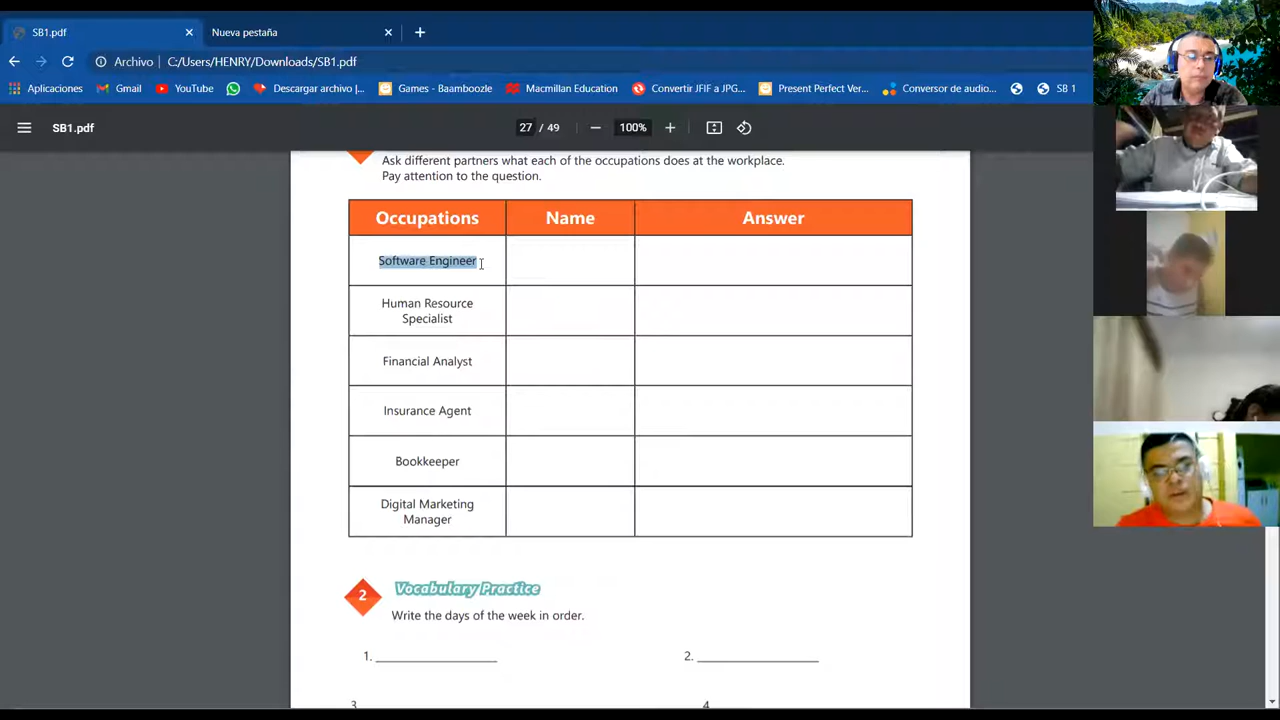 SB1.pdf
Nueva pestaña
Archivo
C:/Users/HENRY/Downloads/SB1.pdf
Aplicaciones
Gmail
YouTube
Descargar archivo |...
Games - Baamboozle
Macmillan Education
Convertir JFIF a JPG...
Present Perfect Ver...
Conversor de audio...
SB 1
SB1.pdf
27 / 49
100%
Ask different partners what each of the occupations does at the workplace.
Pay attention to the question.
Occupations Name Answer
Software Engineer
Human Resource
Specialist
Financial Analyst
Insurance Agent
Bookkeeper
Digital Marketing
Manager
2
Vocabulary Practice
Write the days of the week in order.
1. ____________________ 2. ____________________
3. 4.